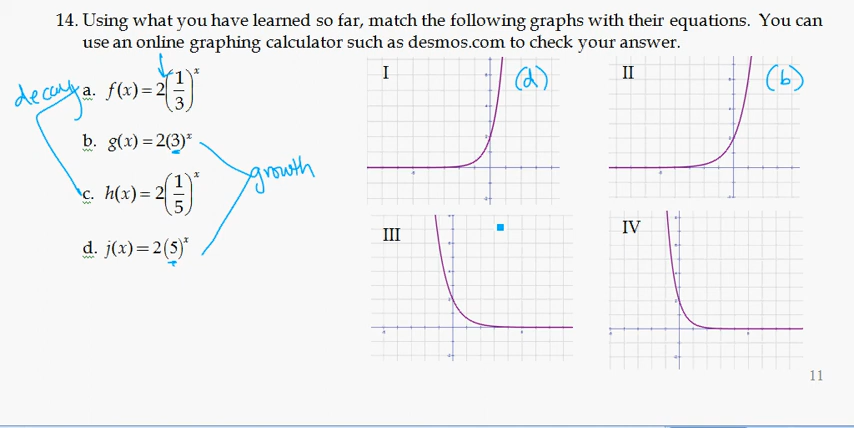 14. Using what you have learned so far, match the following graphs with their equations. You can
use an online graphing calculator such as desmos.com to check your answer.
decay
a. f(x) = 2(1/3)^x
b. g(x) = 2(3)^x
growth
c. h(x) = 2(1/5)^x
d. j(x) = 2(5)^x
I
(d)
II
(b)
III
IV
11